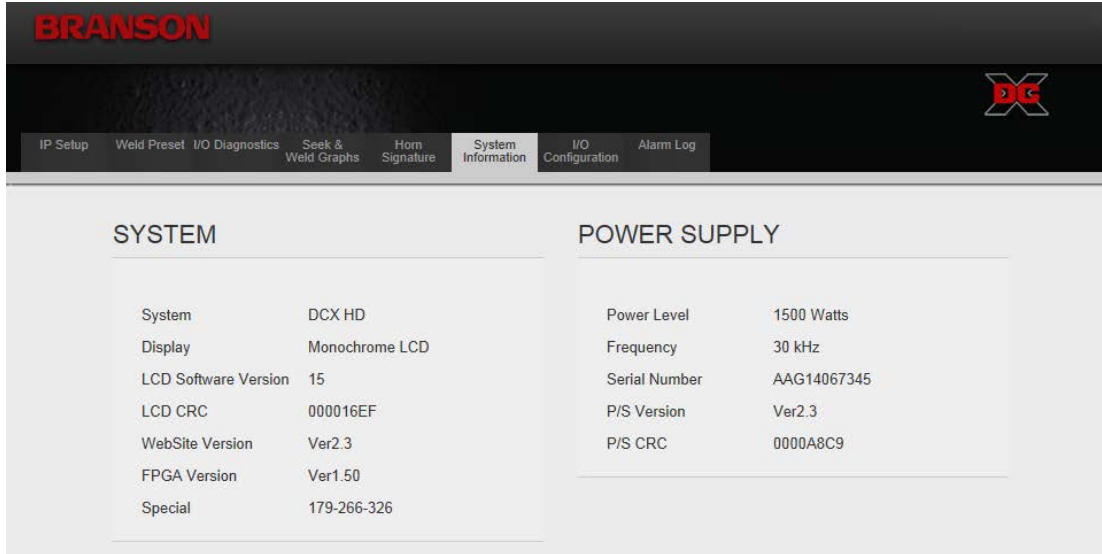 BRANSON
DCX
IP Setup
Weld Preset
I/O Diagnostics
Seek &
Weld Graphs
Horn
Signature
System
Information
I/O
Configuration
Alarm Log
SYSTEM
System DCX HD
Display Monochrome LCD
LCD Software Version 15
LCD CRC 000016EF
WebSite Version Ver2.3
FPGA Version Ver1.50
Special 179-266-326
POWER SUPPLY
Power Level 1500 Watts
Frequency 30 kHz
Serial Number AAG14067345
P/S Version Ver2.3
P/S CRC 0000A8C9